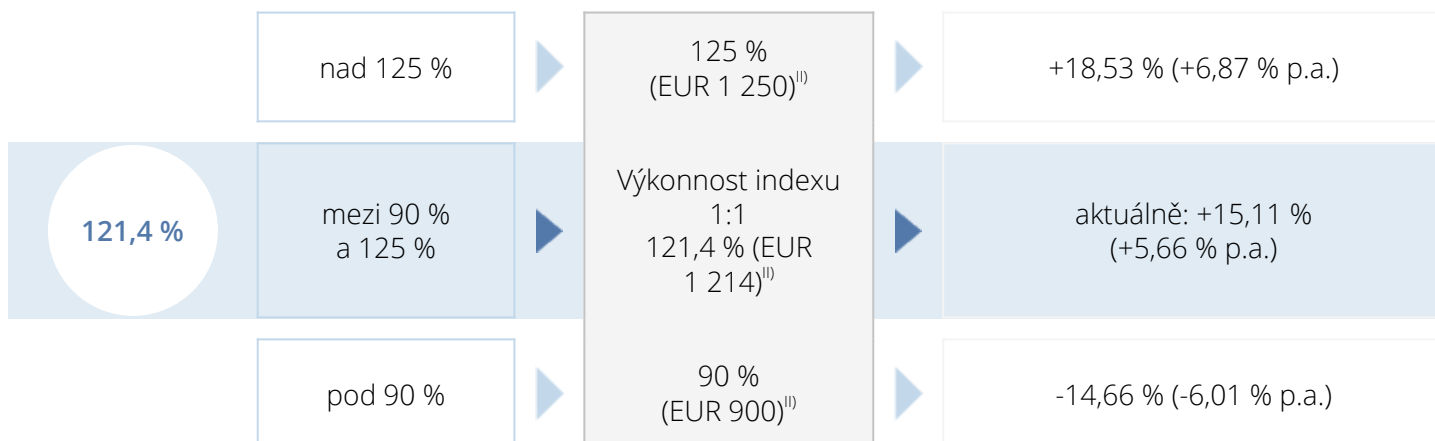 nad 125 %
125 %
(EUR 1 250)II)
+18,53 % (+6,87 % p.a.)
121,4 %
mezi 90 %
a 125 %
Výkonnost indexu
1:1
121,4 % (EUR
1 214)II)
aktuálně: +15,11 %
(+5,66 % p.a.)
pod 90 %
90 %
(EUR 900)II)
-14,66 % (-6,01 % p.a.)